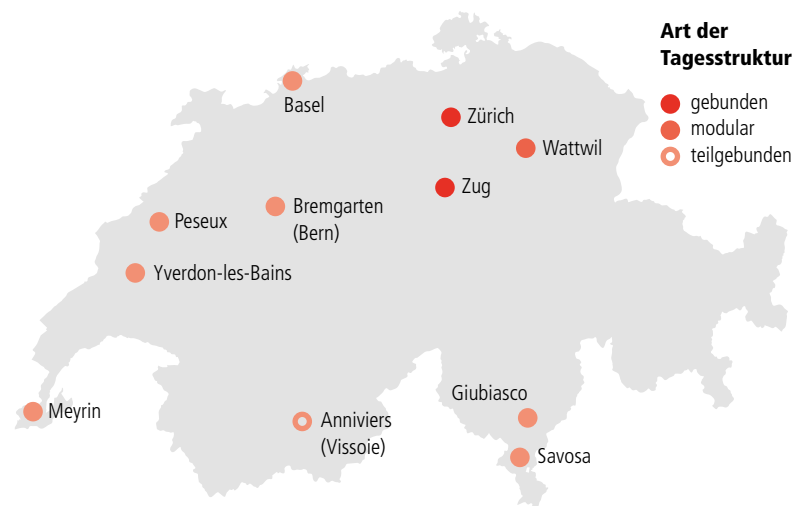 Art der
Tagesstruktur
gebunden
modular
teilgebunden
Basel
Zürich
Wattwil
Zug
Bremgarten
(Bern)
Peseux
Yverdon-les-Bains
Giubiasco
Meyrin
Anniviers
(Vissoie)
Savosa